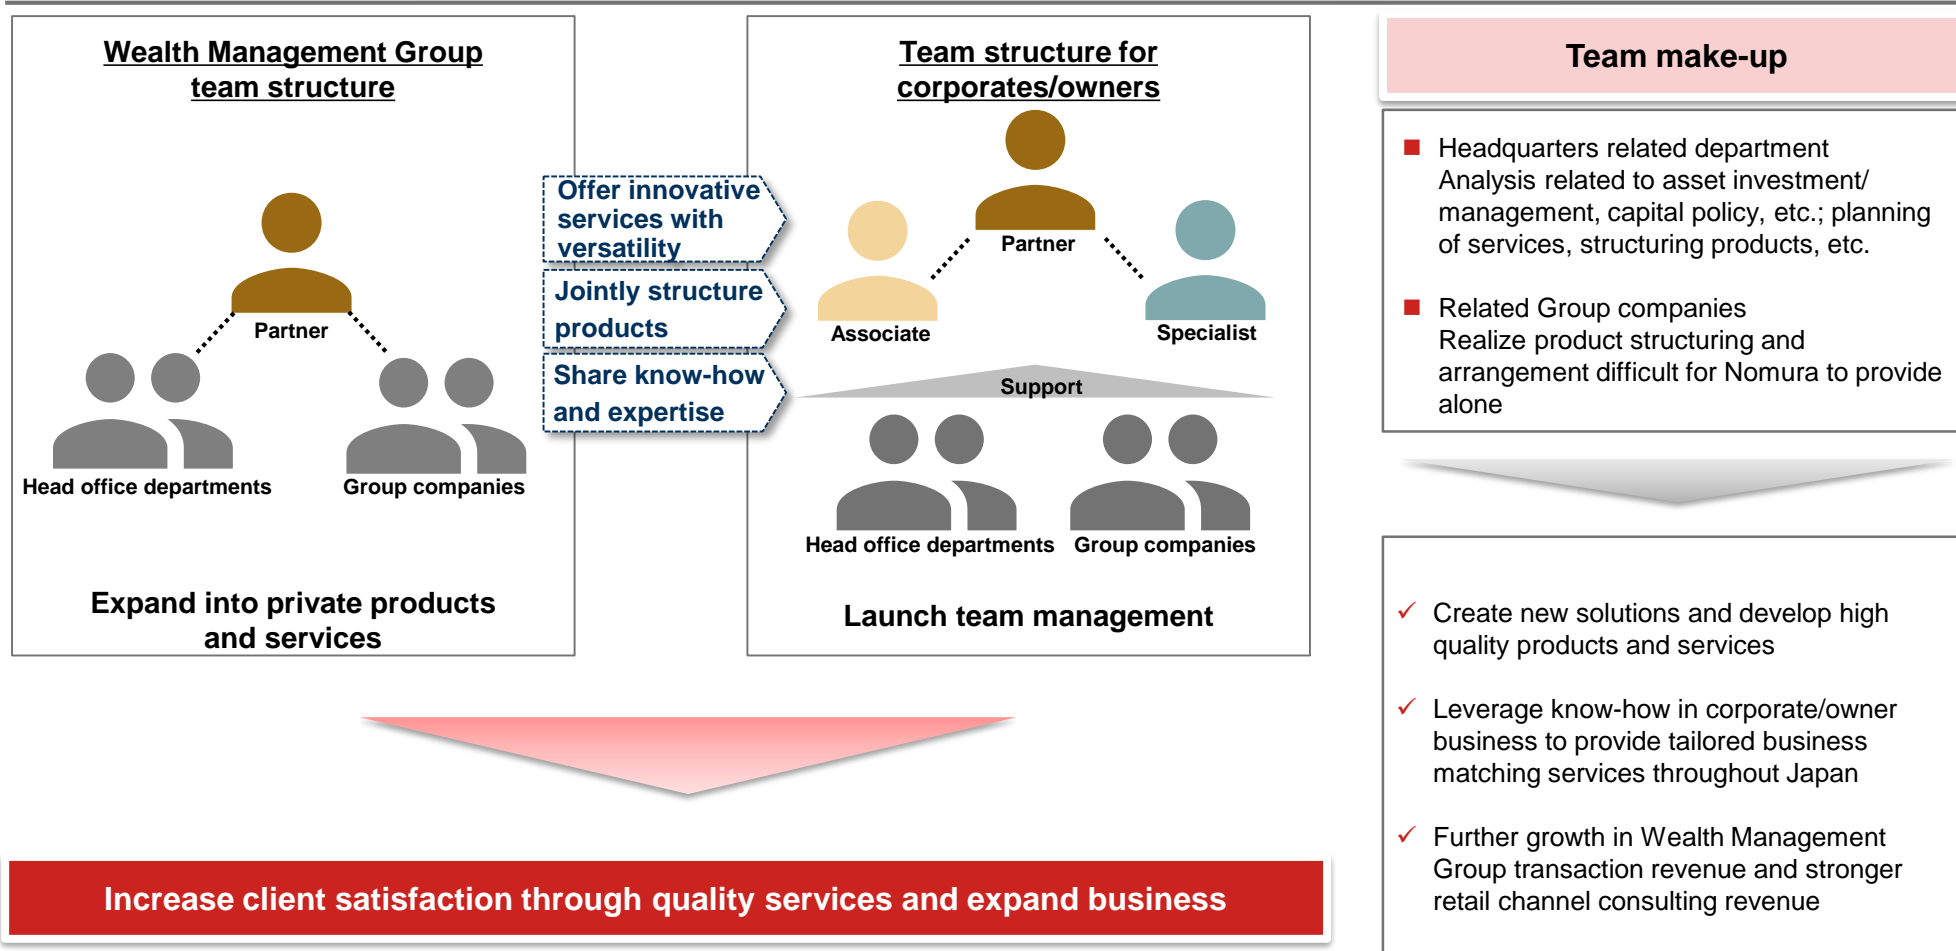 Wealth Management Group
team structure
Partner
Head office departments
Group companies
Expand into private products
and services
Offer innovative
services with
versatility
Jointly structure
products
Share know-how
and expertise
Team structure for
corporates/owners
Partner
Associate
Specialist
Support
Head office departments
Group companies
Launch team management
Increase client satisfaction through quality services and expand business
Team make-up
Headquarters related department
Analysis related to asset investment/
management, capital policy, etc.; planning
of services, structuring products, etc.
Related Group companies
Realize product structuring and
arrangement difficult for Nomura to provide
alone
✓ Create new solutions and develop high
quality products and services
✓ Leverage know-how in corporate/owner
business to provide tailored business
matching services throughout Japan
✓ Further growth in Wealth Management
Group transaction revenue and stronger
retail channel consulting revenue